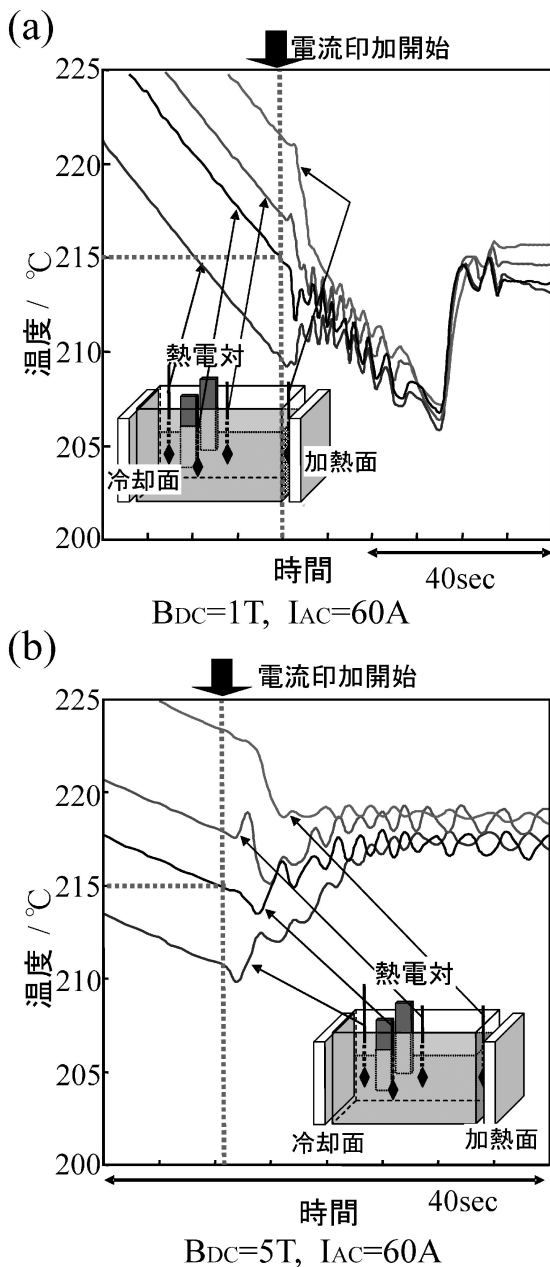 (a)
電流印加開始
225
220
215
210
205
200
温度 / ℃
熱電対
冷却面
加熱面
時間
40sec
BDC=1T, IAC=60A
(b)
電流印加開始
225
220
215
210
205
200
温度 / ℃
熱電対
冷却面
加熱面
時間
40sec
BDC=5T, IAC=60A